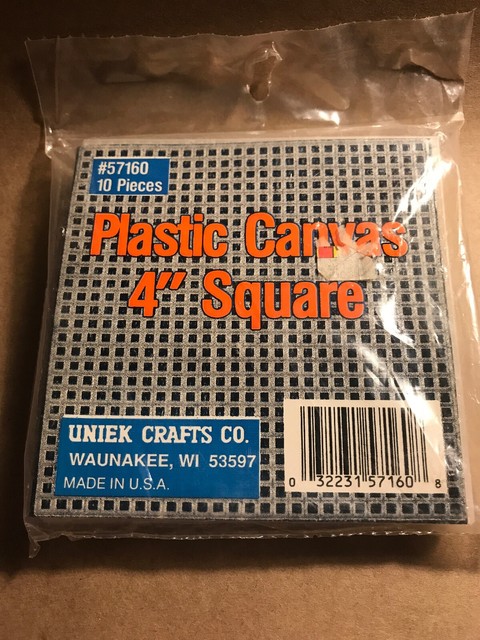 #57160
10 Pieces
Plastic Canvas
4" Square
UNIEK CRAFTS CO.
WAUNAKEE, WI 53597
MADE IN U.S.A.
0 32231 57160 8